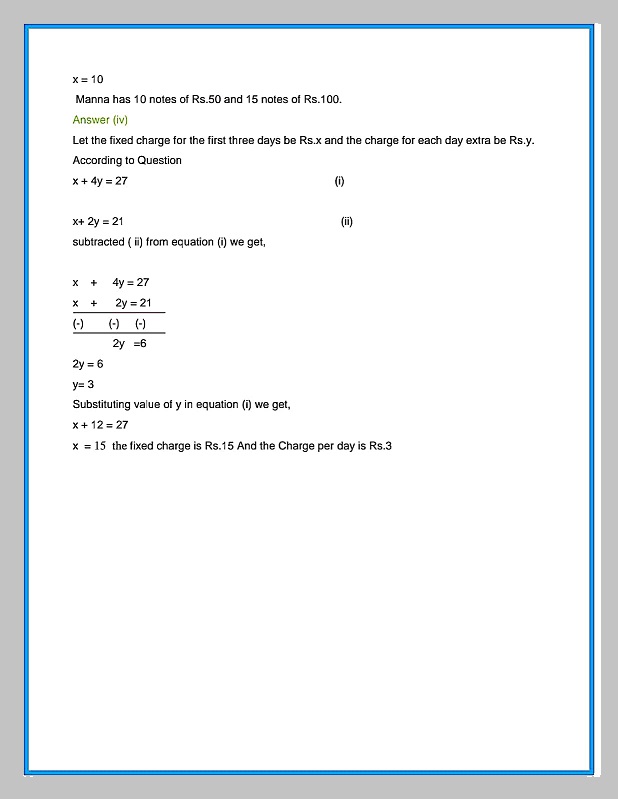 x = 10
Manna has 10 notes of Rs.50 and 15 notes of Rs.100.
Answer (iv)
Let the fixed charge for the first three days be Rs.x and the charge for each day extra be Rs.y.
According to Question
x + 4y = 27 (i)
x+ 2y = 21 (ii)
subtracted ( ii) from equation (i) we get,
x + 4y = 27
x + 2y = 21
(-) (-) (-)
2y =6
2y = 6
y= 3
Substituting value of y in equation (i) we get,
x + 12 = 27
x = 15 the fixed charge is Rs.15 And the Charge per day is Rs.3